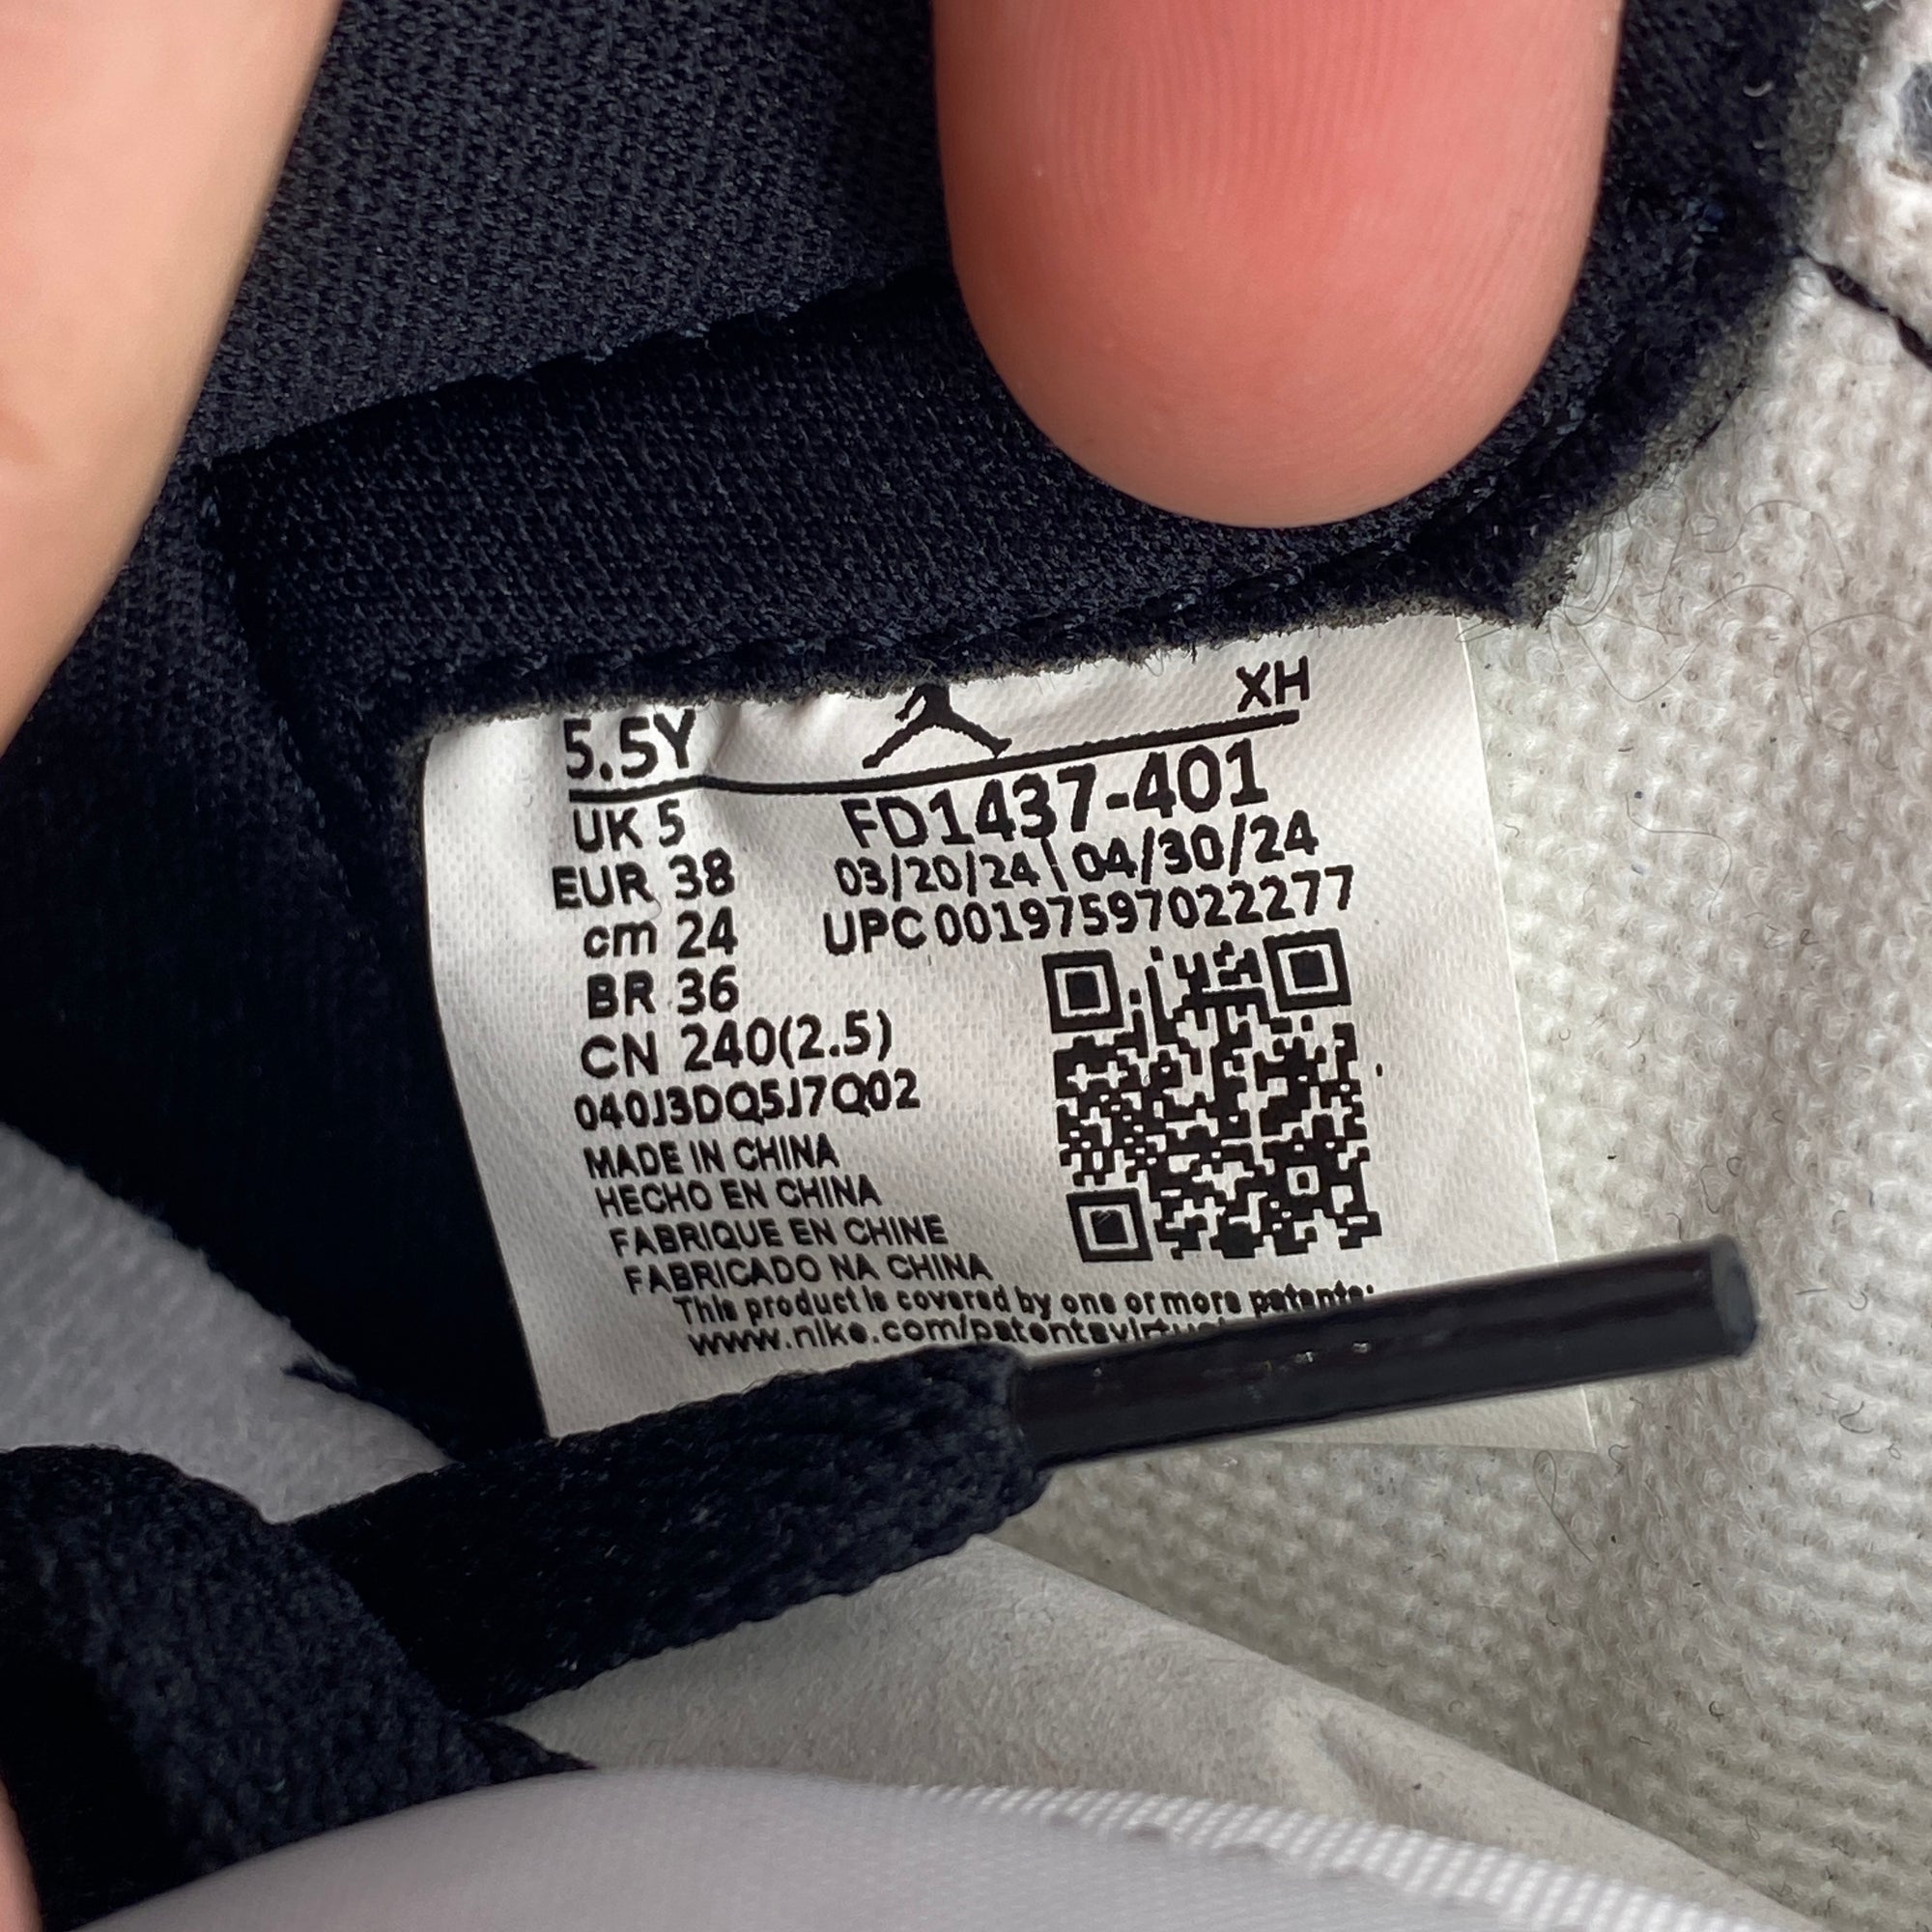 5.5Y XH
UK 5 FD1437-401
EUR 38 03/20/24\04/30/24
cm 24 UPC 00197597022277
BR 36
CN 240(2.5)
040J3DQ5J7Q02
MADE IN CHINA
HECHO EN CHINA
FABRIQUE EN CHINE
FABRICADO NA CHINA
This product is covered by one or more patents: